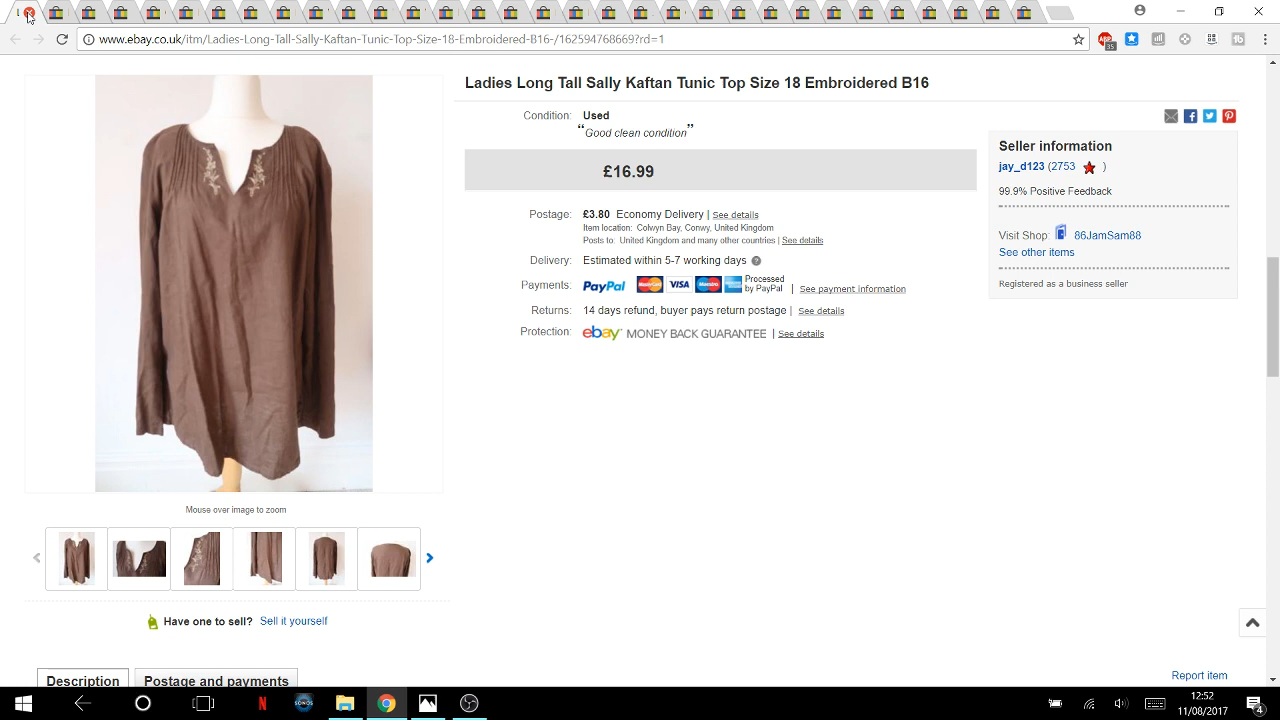 www.ebay.co.uk/itm/Ladies-Long-Tall-Sally-Kaftan-Tunic-Top-Size-18-Embroidered-B16-/162594768669?rd=1
ABP
35
Ladies Long Tall Sally Kaftan Tunic Top Size 18 Embroidered B16
Condition: Used
“Good clean condition”
£16.99
Postage: £3.80 Economy Delivery | See details
Item location: Colwyn Bay, Conwy, United Kingdom
Posts to: United Kingdom and many other countries | See details
Delivery: Estimated within 5-7 working days ?
Payments: PayPal MasterCard VISA Maestro Processed by PayPal | See payment information
Returns: 14 days refund, buyer pays return postage | See details
Protection: ebay MONEY BACK GUARANTEE | See details
Seller information
jay_d123 (2753 )
99.9% Positive Feedback
Visit Shop: 86JamSam88
See other items
Registered as a business seller
Mouse over image to zoom
Have one to sell? Sell it yourself
Description Postage and payments
Report item
N SONOS
12:52
11/08/2017
4